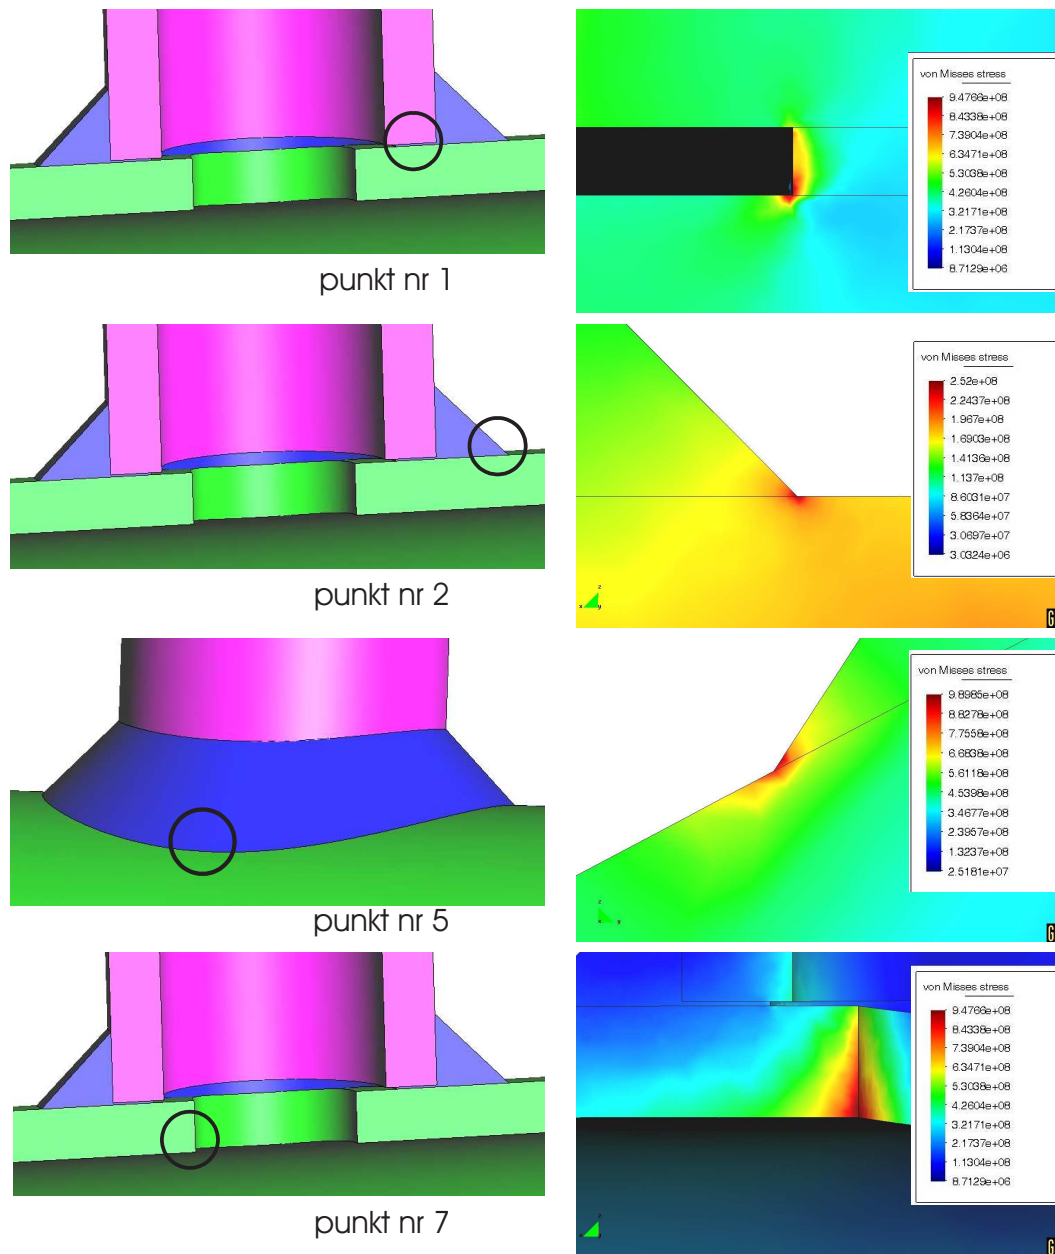 von Misses stress
9.4766e+08
8.4338e+08
7.3904e+08
6.3471e+08
5.3038e+08
4.2604e+08
3.2171e+08
2.1737e+08
1.1304e+08
8.7129e+06
punkt nr 1
von Misses stress
2.52e+08
2.2437e+08
1.967e+08
1.6903e+08
1.4136e+08
1.137e+08
8.6031e+07
5.8364e+07
3.0697e+07
3.0324e+06
z
x
y
G
punkt nr 2
von Misses stress
9.8985e+08
8.8278e+08
7.7558e+08
6.6838e+08
5.6118e+08
4.5398e+08
3.4677e+08
2.3957e+08
1.3237e+08
2.5181e+07
z
x
y
G
punkt nr 5
von Misses stress
9.4766e+08
8.4338e+08
7.3904e+08
6.3471e+08
5.3038e+08
4.2604e+08
3.2171e+08
2.1737e+08
1.1304e+08
8.7129e+06
G
punkt nr 7